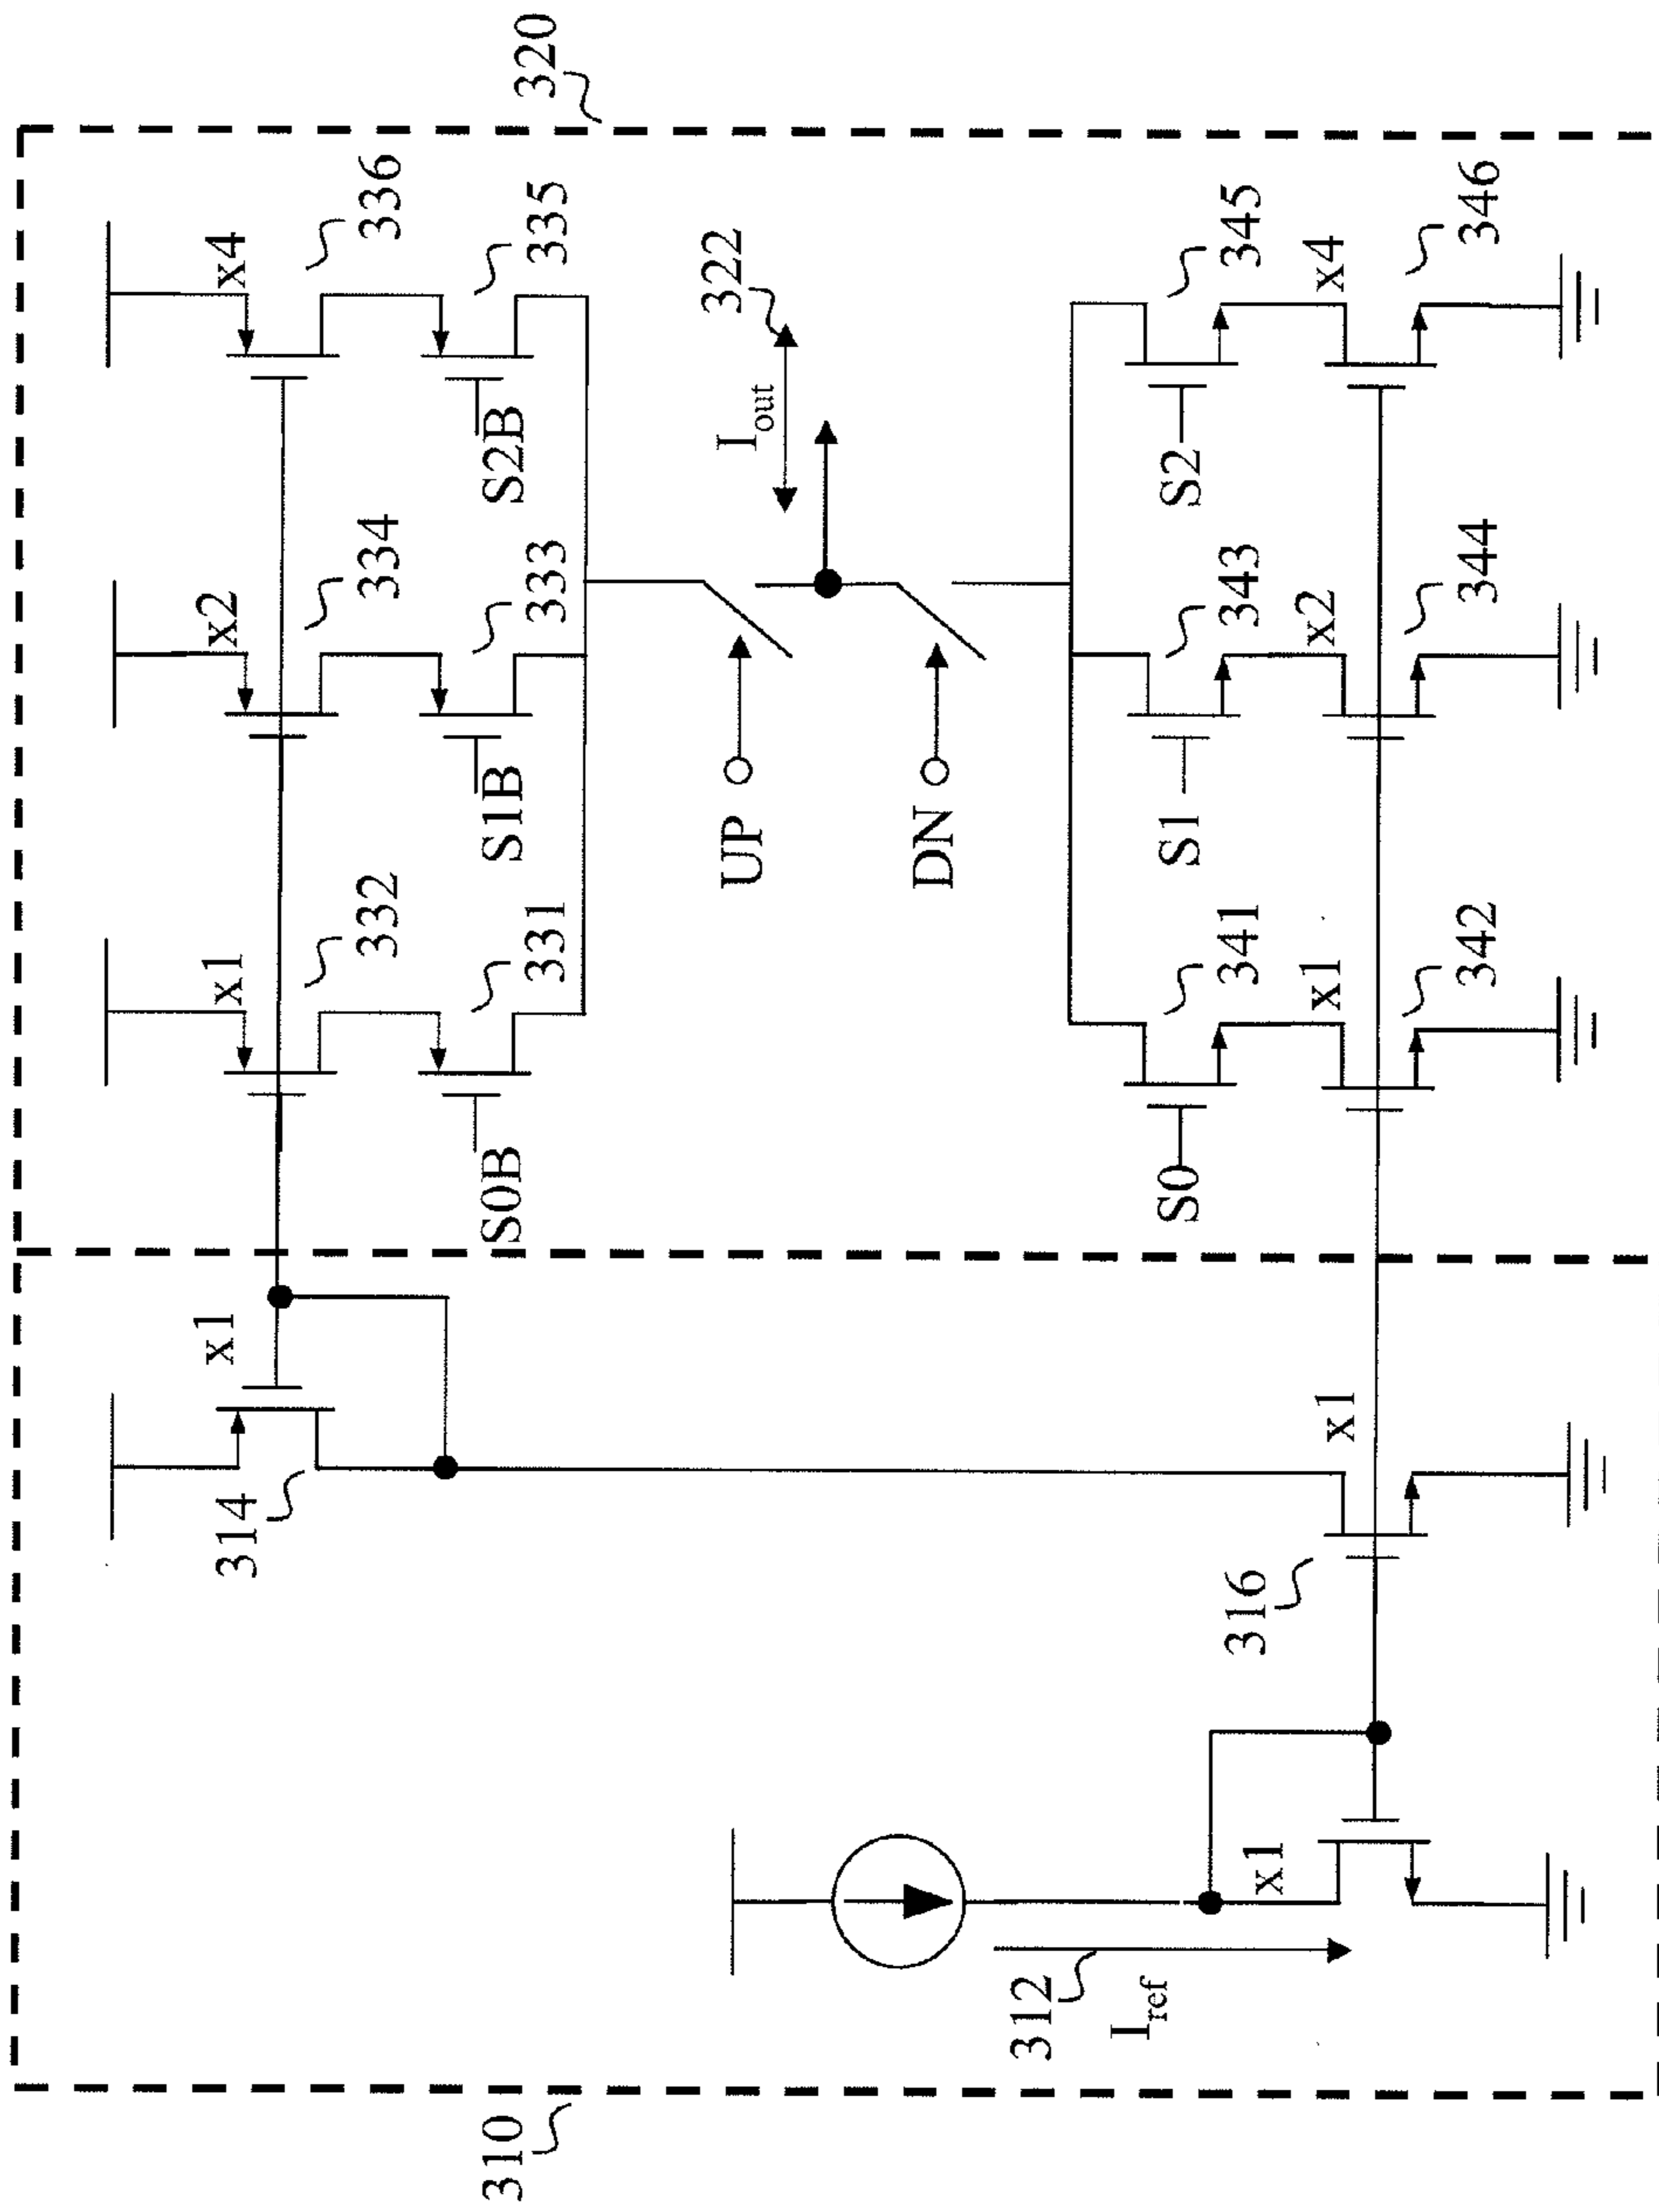 320
x4
336
x2
334
x1
332
x1
314
S2B
335
S1B
333
S0B
331
322
I_out
UP
DN
S2
345
x4
346
S1
343
x2
344
S0
341
x1
342
x1
316
x1
312
I_ref
310